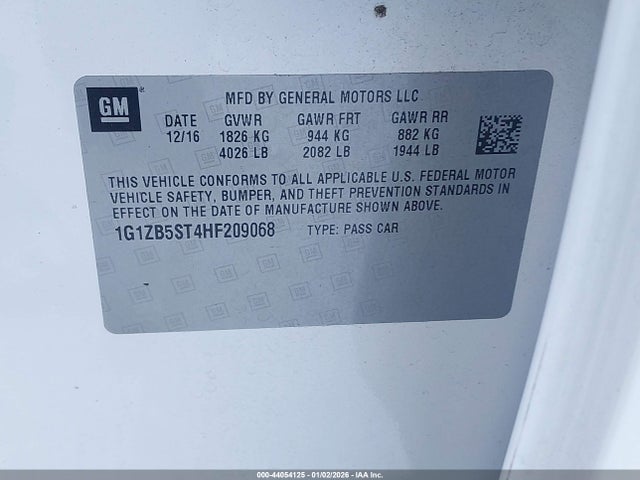 GM ®
MFD BY GENERAL MOTORS LLC
DATE GVWR GAWR FRT GAWR RR
12/16 1826 KG 944 KG 882 KG
4026 LB 2082 LB 1944 LB
THIS VEHICLE CONFORMS TO ALL APPLICABLE U.S. FEDERAL MOTOR
VEHICLE SAFETY, BUMPER, AND THEFT PREVENTION STANDARDS IN
EFFECT ON THE DATE OF MANUFACTURE SHOWN ABOVE.
1G1ZB5ST4HF209068 TYPE: PASS CAR
000-44054125 - 01/02/2026 - IAA Inc.